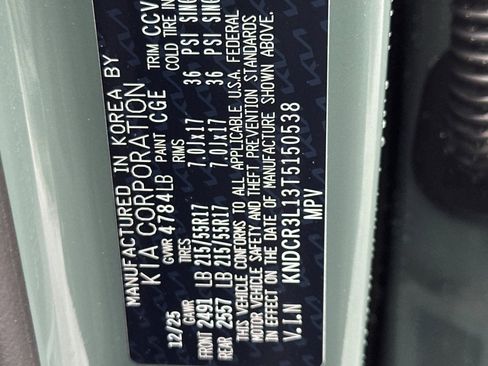 MANUFACTURED IN KOREA BY
KIA CORPORATION
12/25 GVWR 4784LB PAINT CGE TRIM CCV
GAWR TIRES RIMS COLD TIRE
FRONT 2491 LB 215/55R17 7.0Jx17 36 PSI
REAR 2557 LB 215/55R17 7.0Jx17 36 PSI
THIS VEHICLE CONFORMS TO ALL APPLICABLE U.S.A. FEDERAL
MOTOR VEHICLE SAFETY AND THEFT PREVENTION STANDARDS
IN EFFECT ON THE DATE OF MANUFACTURE SHOWN ABOVE.
V.I.N KNDCR3L13T5150538
MPV